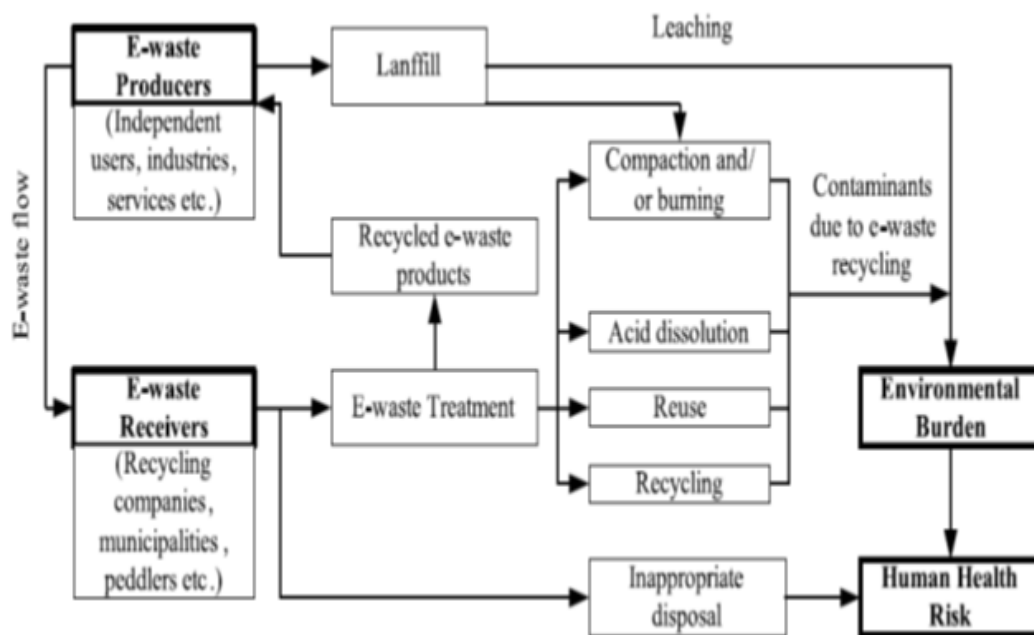 E-waste
Producers
(Independent
users, industries,
services etc.)
Lanffill
Leaching
Compaction and/
or burning
Contaminants
due to e-waste
recycling
Recycled e-waste
products
E-waste flow
Acid dissolution
E-waste
Receivers
(Recycling
companies,
municipalities ,
peddlers etc.)
E-waste Treatment
Reuse
Recycling
Environmental
Burden
Inappropriate
disposal
Human Health
Risk